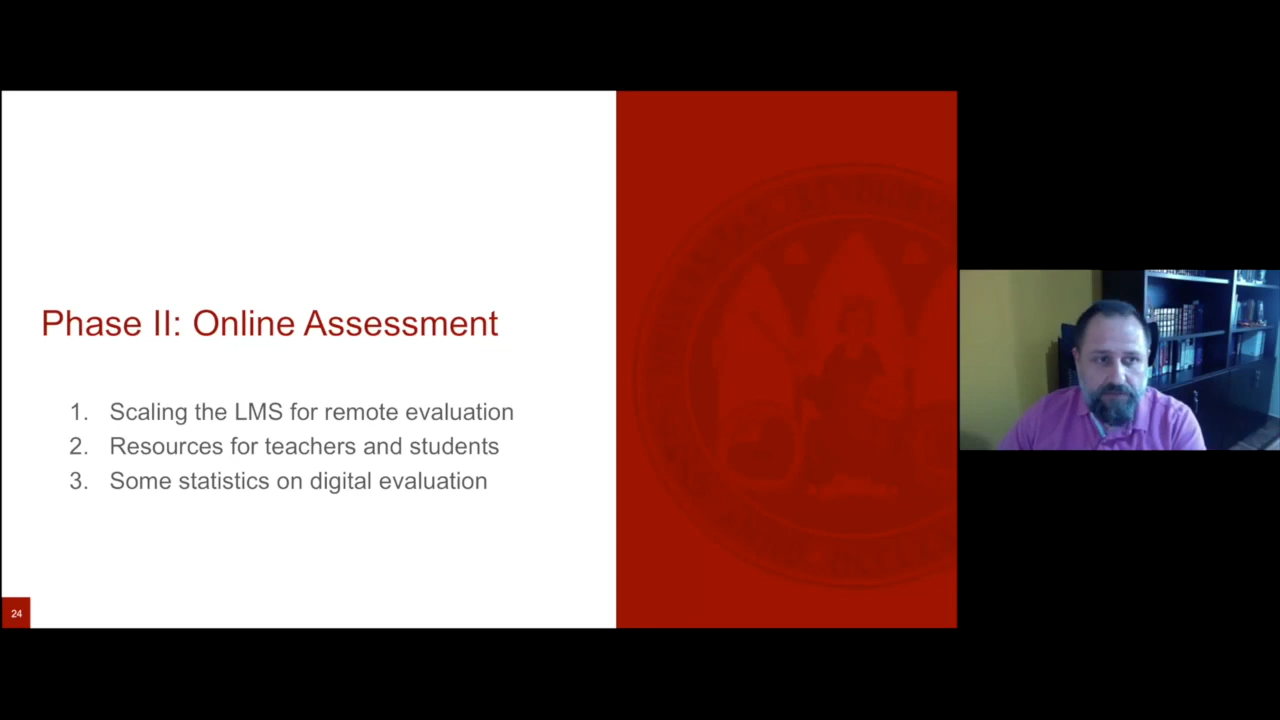 Phase II: Online Assessment
1. Scaling the LMS for remote evaluation
2. Resources for teachers and students
3. Some statistics on digital evaluation
24